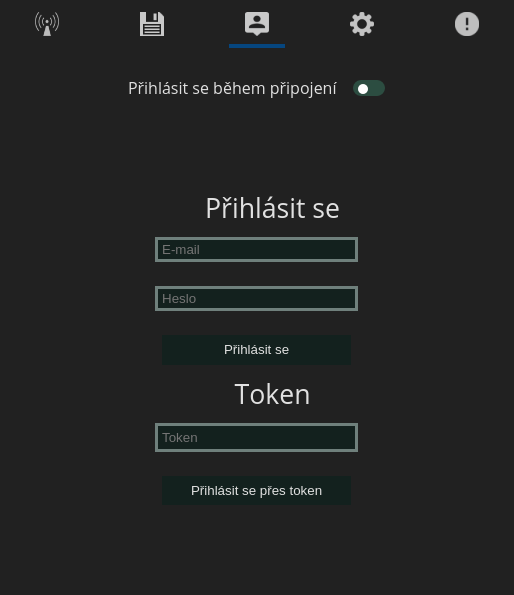 Přihlásit se během připojení
Přihlásit se
E-mail
Heslo
Přihlásit se
Token
Token
Přihlásit se přes token